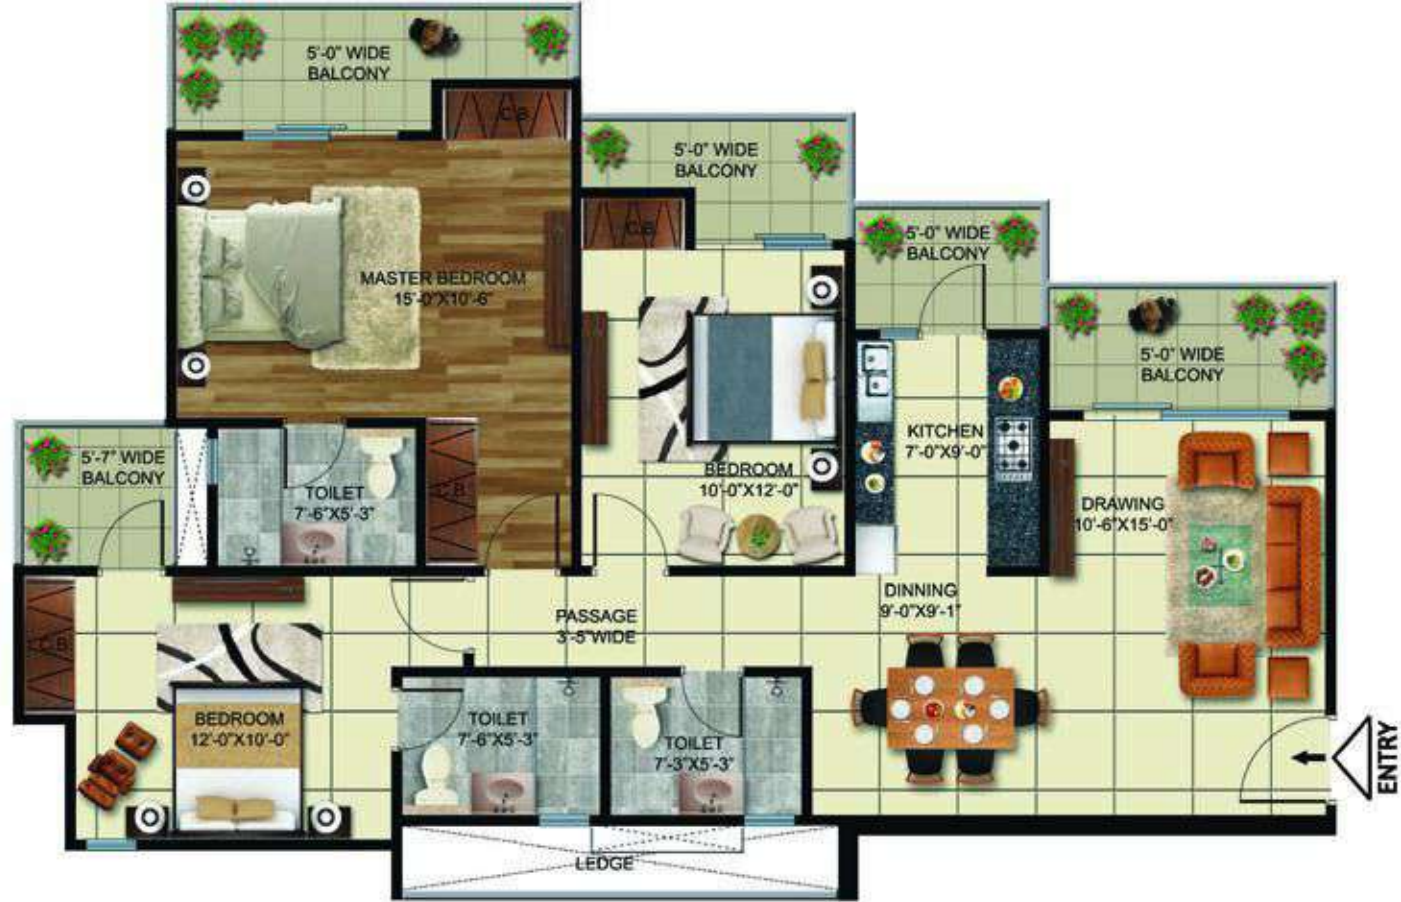 5'-0" WIDE
BALCONY
C.B
5'-0" WIDE
BALCONY
C.B
5'-0" WIDE
BALCONY
MASTER BEDROOM
15'-0"X10'-6"
5'-0" WIDE
BALCONY
5'-7" WIDE
BALCONY
TOILET
7'-6"X5'-3"
C.B
BEDROOM
10'-0"X12'-0"
KITCHEN
7'-0"X9'-0"
DRAWING
10'-6"X15'-0"
C.B
PASSAGE
3'-5"WIDE
DINNING
9'-0"X9'-1"
BEDROOM
12'-0"X10'-0"
TOILET
7'-6"X5'-3"
TOILET
7'-3"X5'-3"
ENTRY
LEDGE